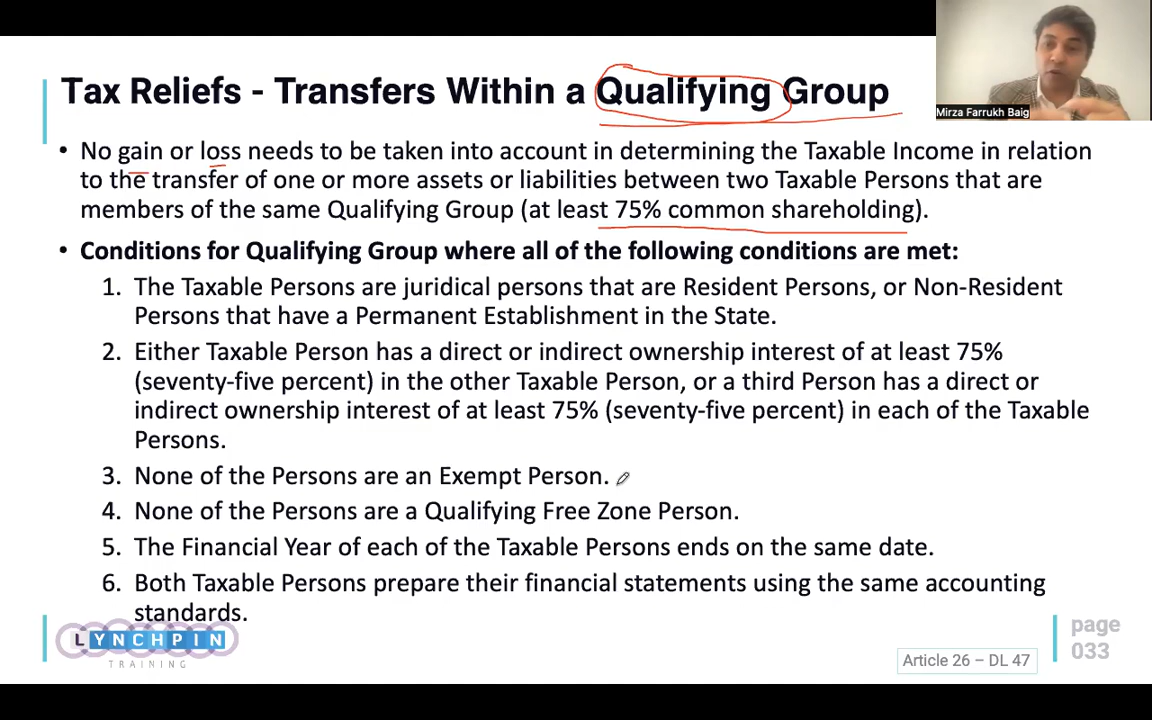 Tax Reliefs - Transfers Within a Qualifying Group
Mirza Farrukh Baig
• No gain or loss needs to be taken into account in determining the Taxable Income in relation
to the transfer of one or more assets or liabilities between two Taxable Persons that are
members of the same Qualifying Group (at least 75% common shareholding).
• Conditions for Qualifying Group where all of the following conditions are met:
1. The Taxable Persons are juridical persons that are Resident Persons, or Non-Resident
Persons that have a Permanent Establishment in the State.
2. Either Taxable Person has a direct or indirect ownership interest of at least 75%
(seventy-five percent) in the other Taxable Person, or a third Person has a direct or
indirect ownership interest of at least 75% (seventy-five percent) in each of the Taxable
Persons.
3. None of the Persons are an Exempt Person.
4. None of the Persons are a Qualifying Free Zone Person.
5. The Financial Year of each of the Taxable Persons ends on the same date.
6. Both Taxable Persons prepare their financial statements using the same accounting
standards.
LYNCHPIN
TRAINING
Article 26 – DL 47
page
033